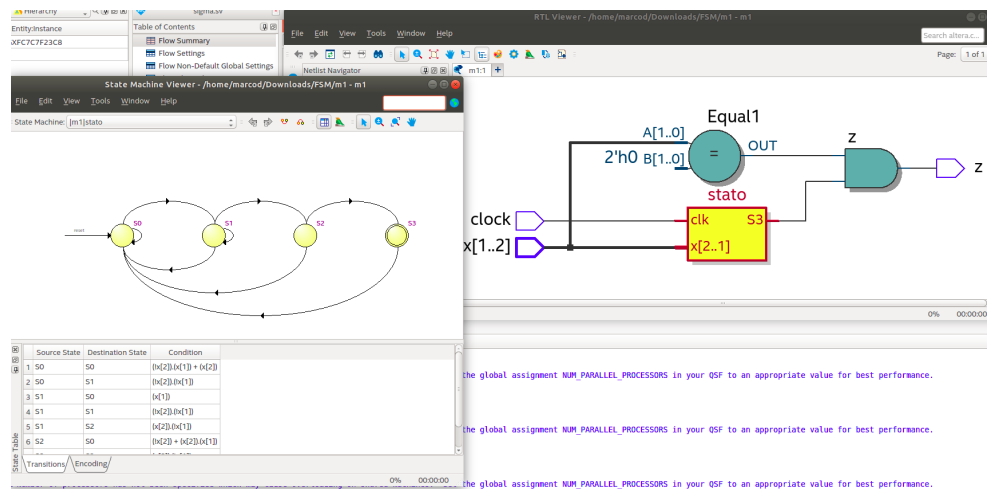 Hierarchy
sigma.sv
RTL Viewer - /home/marcod/Downloads/FSM/m1 - m1
Entity:Instance
Table of Contents
File Edit View Tools Window Help
Search altera.c...
XFC7C7F23C8
Flow Summary
Flow Settings
Page: 1 of 1
Flow Non-Default Global Settings
Netlist Navigator
m1:1
State Machine Viewer - /home/marcod/Downloads/FSM/m1 - m1
File Edit View Tools Window Help
State Machine: |m1|stato
Equal1
A[1..0]
OUT
2'h0 B[1..0]
=
z
z
stato
clock
clk S3
x[1..2]
x[2..1]
reset
S0
S1
S2
S3
0% 00:00:00
Source State Destination State Condition
1 S0 S0 (!x[2]).(x[1]) + (x[2])
2 S0 S1 (!x[2]).(!x[1])
3 S1 S0 (x[1])
4 S1 S1 (!x[2]).(!x[1])
5 S1 S2 (x[2]).(!x[1])
6 S2 S0 (!x[2]) + (x[2]).(x[1])
State Table
Transitions Encoding
0% 00:00:00
the global assignment NUM_PARALLEL_PROCESSORS in your QSF to an appropriate value for best performance.
the global assignment NUM_PARALLEL_PROCESSORS in your QSF to an appropriate value for best performance.
the global assignment NUM_PARALLEL_PROCESSORS in your QSF to an appropriate value for best performance.